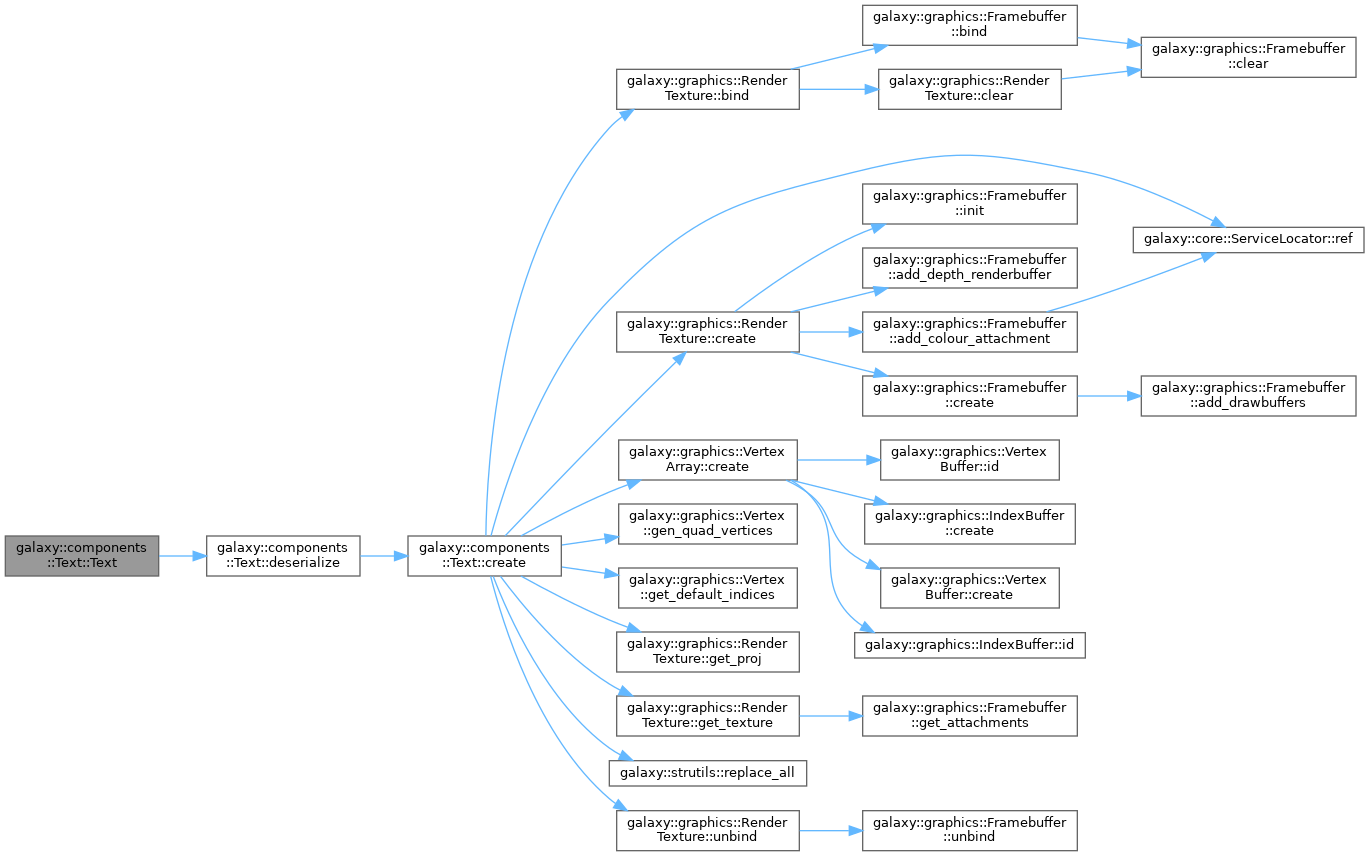 galaxy::graphics::Framebuffer
::bind
galaxy::graphics::Framebuffer
::clear
galaxy::graphics::Render
Texture::bind
galaxy::graphics::Render
Texture::clear
galaxy::graphics::Framebuffer
::init
galaxy::core::ServiceLocator::ref
galaxy::graphics::Framebuffer
::add_depth_renderbuffer
galaxy::graphics::Render
Texture::create
galaxy::graphics::Framebuffer
::add_colour_attachment
galaxy::graphics::Framebuffer
::create
galaxy::graphics::Framebuffer
::add_drawbuffers
galaxy::graphics::Vertex
Array::create
galaxy::graphics::Vertex
Buffer::id
galaxy::graphics::Vertex
::gen_quad_vertices
galaxy::graphics::IndexBuffer
::create
galaxy::components
::Text::Text
galaxy::components
::Text::deserialize
galaxy::components
::Text::create
galaxy::graphics::Vertex
::get_default_indices
galaxy::graphics::Vertex
Buffer::create
galaxy::graphics::Render
Texture::get_proj
galaxy::graphics::IndexBuffer::id
galaxy::graphics::Render
Texture::get_texture
galaxy::graphics::Framebuffer
::get_attachments
galaxy::strutils::replace_all
galaxy::graphics::Render
Texture::unbind
galaxy::graphics::Framebuffer
::unbind